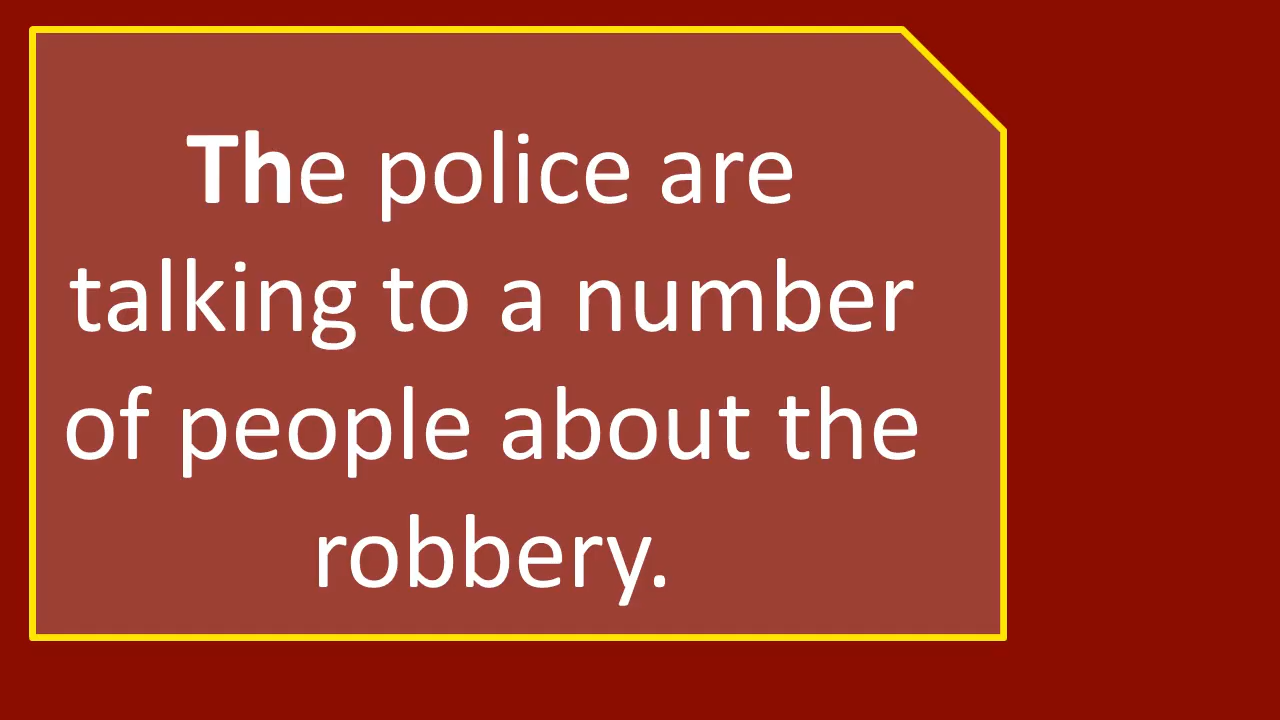 The police are
talking to a number
of people about the
robbery.